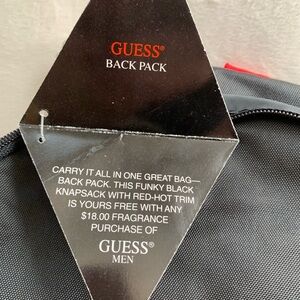 GUESS®
BACK PACK
CARRY IT ALL IN ONE GREAT BAG—
BACK PACK. THIS FUNKY BLACK
KNAPSACK WITH RED-HOT TRIM
IS YOURS FREE WITH ANY
$18.00 FRAGRANCE
PURCHASE OF
GUESS®
MEN